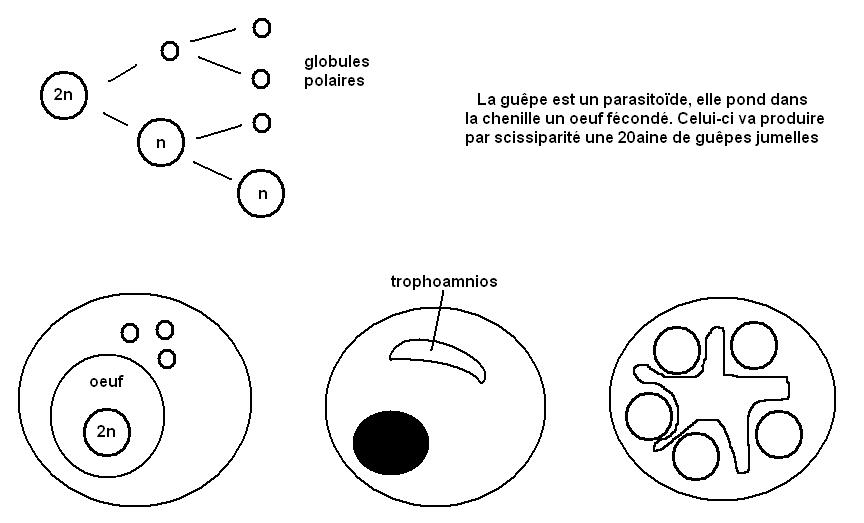 globules
polaires
2n
n
n
La guêpe est un parasitoïde, elle pond dans
la chenille un oeuf fécondé. Celui-ci va produire
par scissiparité une 20aine de guêpes jumelles
trophoamnios
oeuf
2n